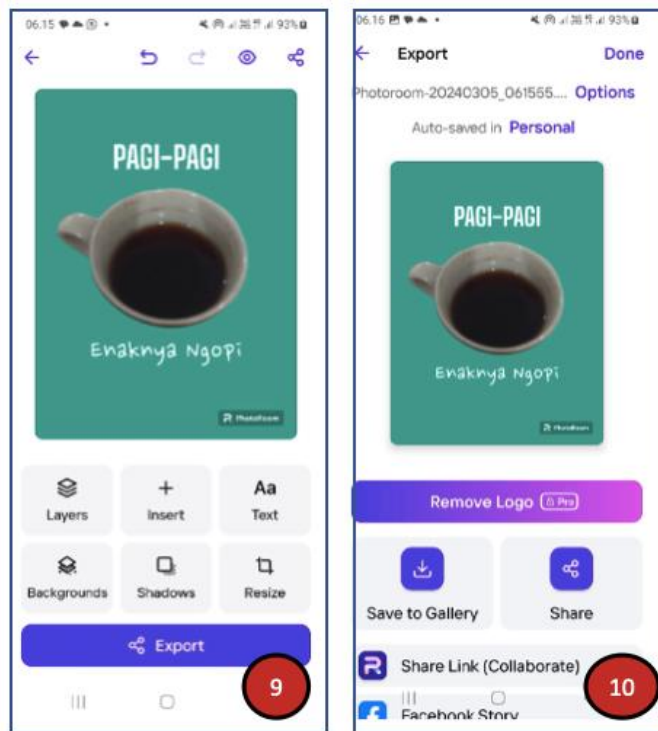 06.15
93%
PAGI-PAGI
Enaknya Ngopi
PhotoRoom
Layers
Insert
Aa
Text
Backgrounds
Shadows
Resize
Export
9
06.16
93%
Export
Done
Photoroom-20240305_061555.... Options
Auto-saved in Personal
PAGI-PAGI
Enaknya Ngopi
PhotoRoom
Remove Logo Pro
Save to Gallery
Share
Share Link (Collaborate)
Facebook Story
10